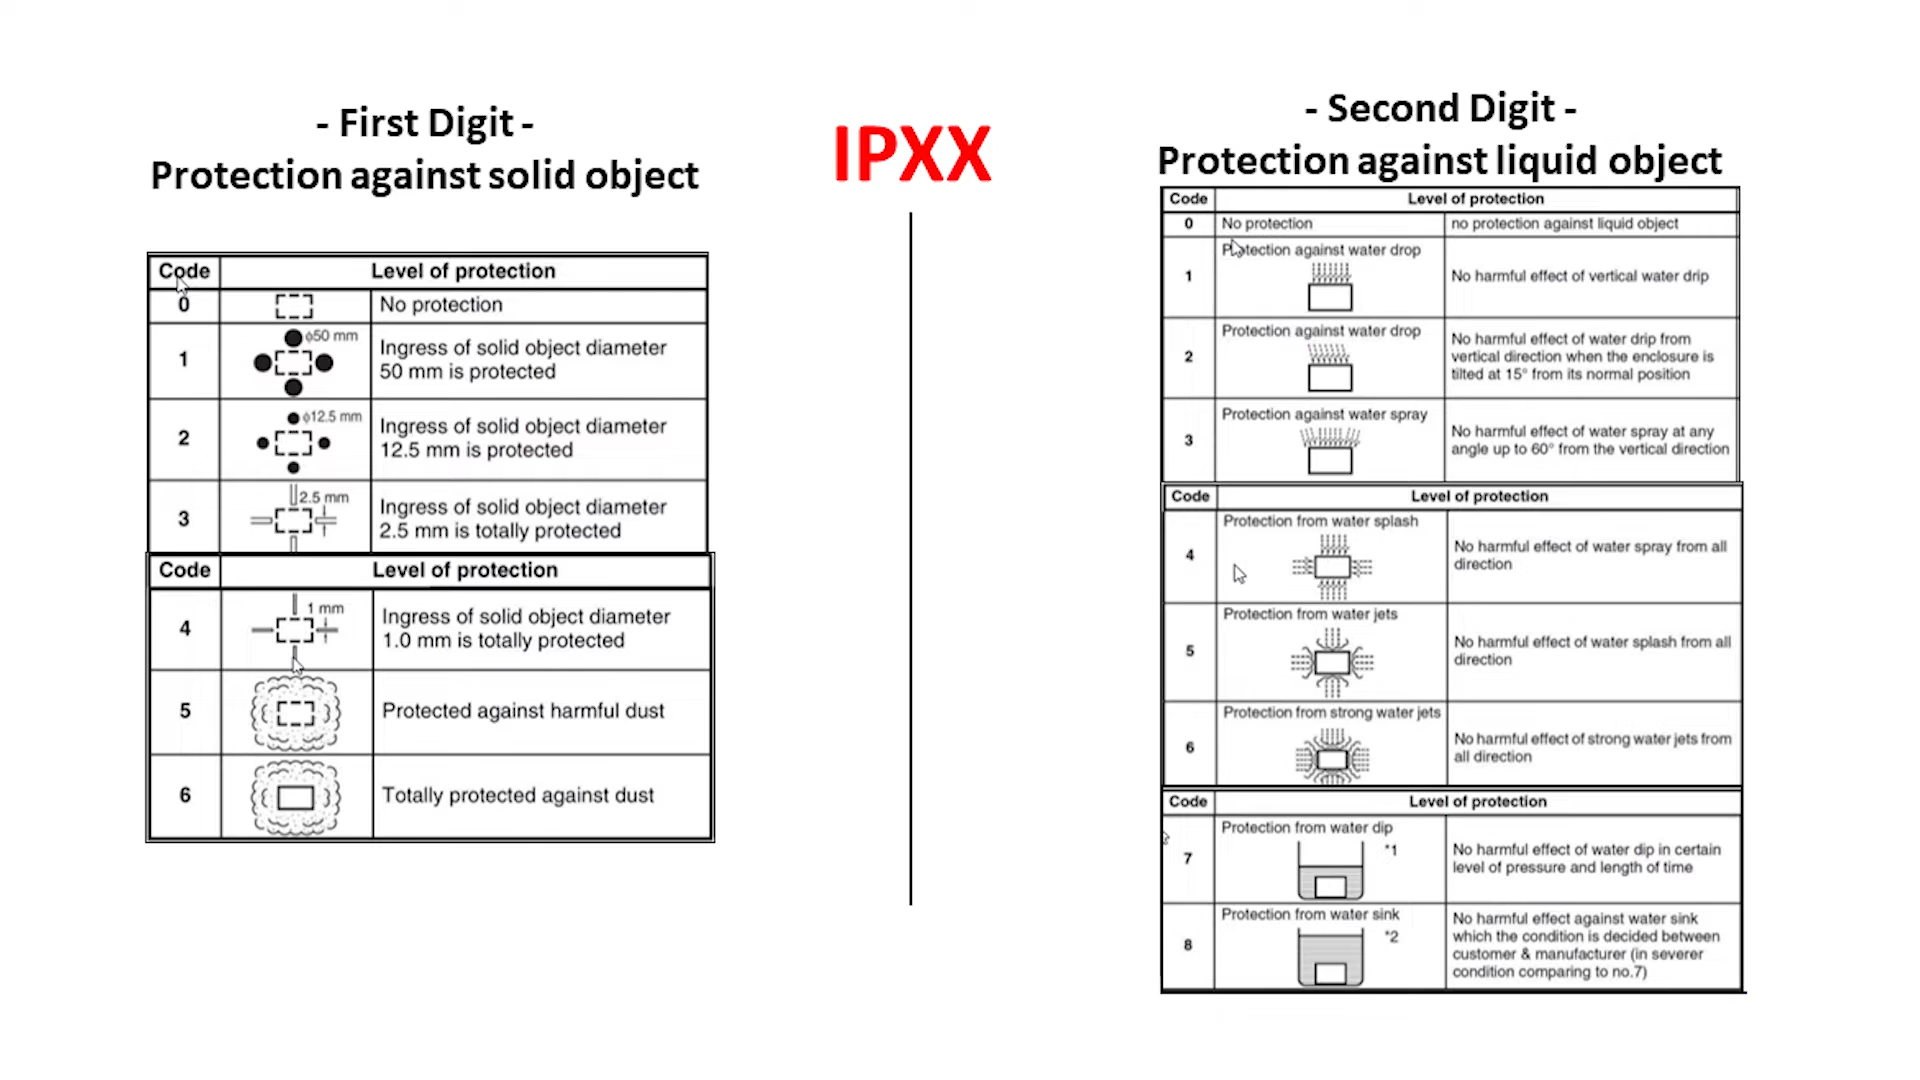 - First Digit -
Protection against solid object
IPXX
- Second Digit -
Protection against liquid object
Code Level of protection
0 No protection
1 ϕ50 mm Ingress of solid object diameter
50 mm is protected
2 ϕ12.5 mm Ingress of solid object diameter
12.5 mm is protected
3 2.5 mm Ingress of solid object diameter
2.5 mm is totally protected
Code Level of protection
4 1 mm Ingress of solid object diameter
1.0 mm is totally protected
5 Protected against harmful dust
6 Totally protected against dust
Code Level of protection
0 No protection no protection against liquid object
Protection against water drop
1 No harmful effect of vertical water drip
Protection against water drop
2 No harmful effect of water drip from
vertical direction when the enclosure is
tilted at 15° from its normal position
Protection against water spray
3 No harmful effect of water spray at any
angle up to 60° from the vertical direction
Code Level of protection
Protection from water splash
4 No harmful effect of water spray from all
direction
Protection from water jets
5 No harmful effect of water splash from all
direction
Protection from strong water jets
6 No harmful effect of strong water jets from
all direction
Code Level of protection
Protection from water dip
*1
7 No harmful effect of water dip in certain
level of pressure and length of time
Protection from water sink
*2
8 No harmful effect against water sink
which the condition is decided between
customer & manufacturer (in severer
condition comparing to no.7)